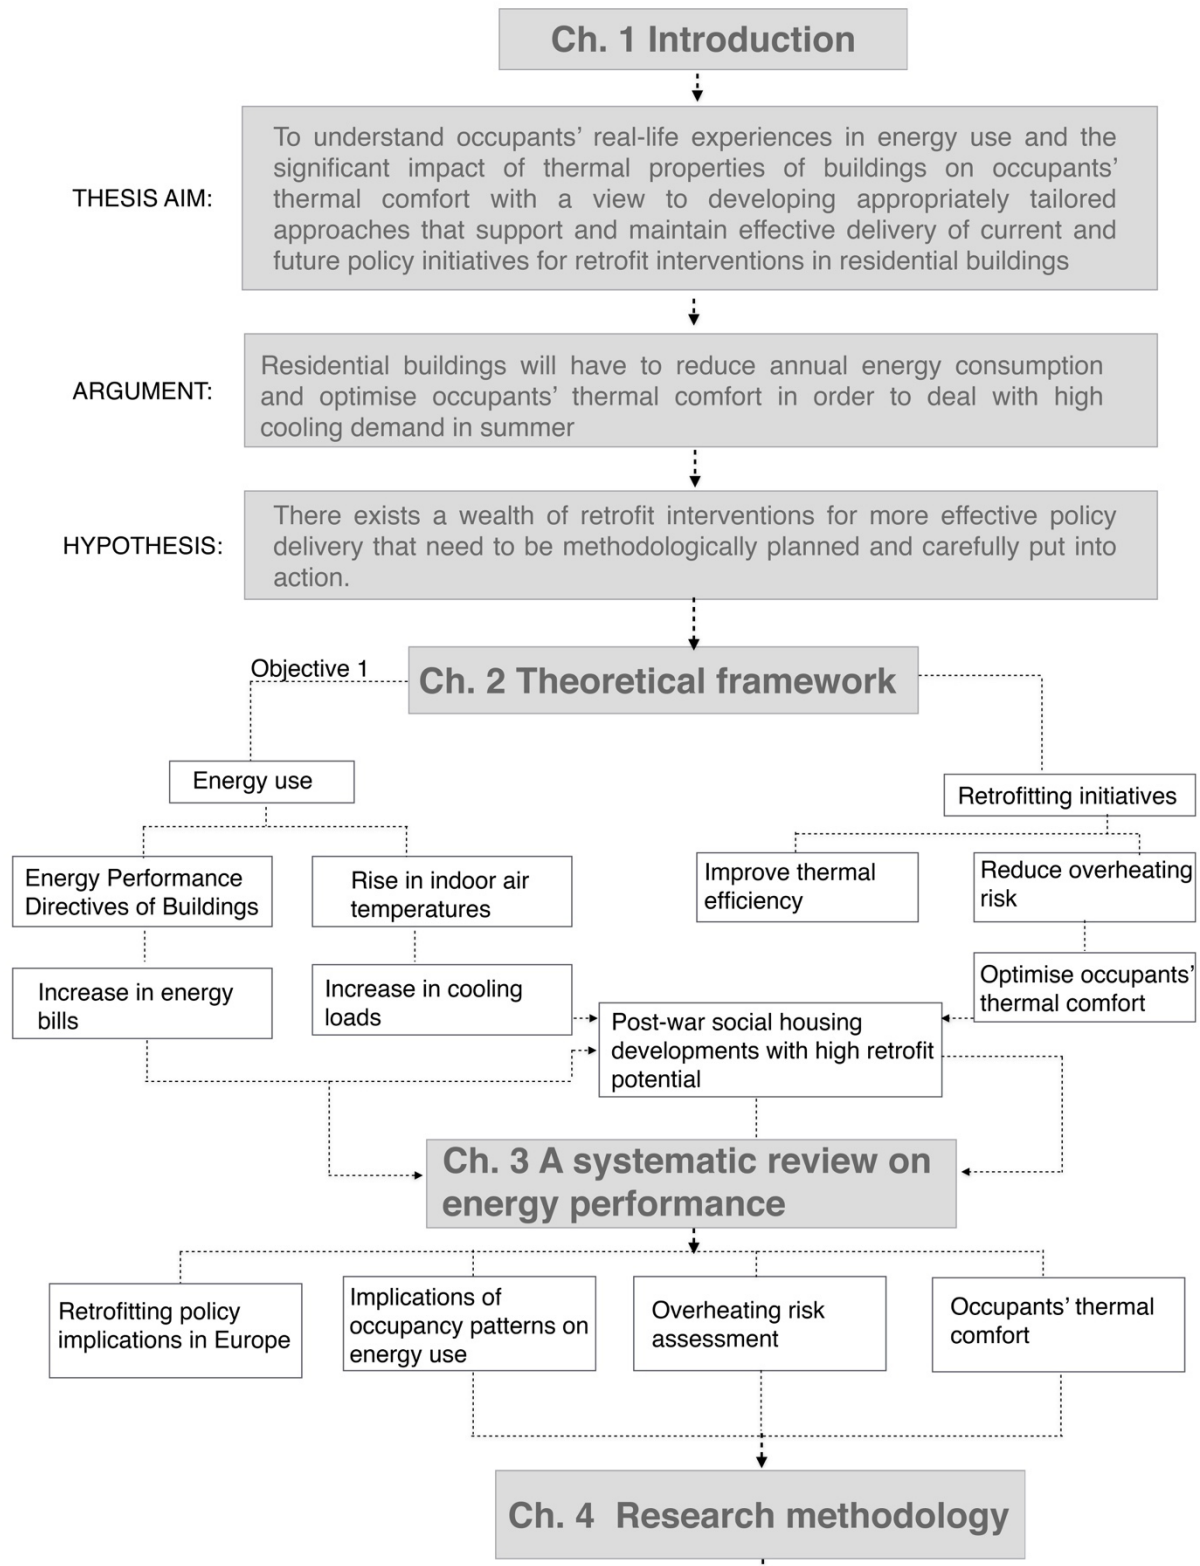 Ch. 1 Introduction
THESIS AIM:
To understand occupants’ real-life experiences in energy use and the
significant impact of thermal properties of buildings on occupants’
thermal comfort with a view to developing appropriately tailored
approaches that support and maintain effective delivery of current and
future policy initiatives for retrofit interventions in residential buildings
ARGUMENT:
Residential buildings will have to reduce annual energy consumption
and optimise occupants’ thermal comfort in order to deal with high
cooling demand in summer
HYPOTHESIS:
There exists a wealth of retrofit interventions for more effective policy
delivery that need to be methodologically planned and carefully put into
action.
Objective 1
Ch. 2 Theoretical framework
Energy use
Retrofitting initiatives
Energy Performance
Directives of Buildings
Rise in indoor air
temperatures
Improve thermal
efficiency
Reduce overheating
risk
Increase in energy
bills
Increase in cooling
loads
Optimise occupants’
thermal comfort
Post-war social housing
developments with high retrofit
potential
Ch. 3 A systematic review on
energy performance
Retrofitting policy
implications in Europe
Implications of
occupancy patterns on
energy use
Overheating risk
assessment
Occupants’ thermal
comfort
Ch. 4 Research methodology